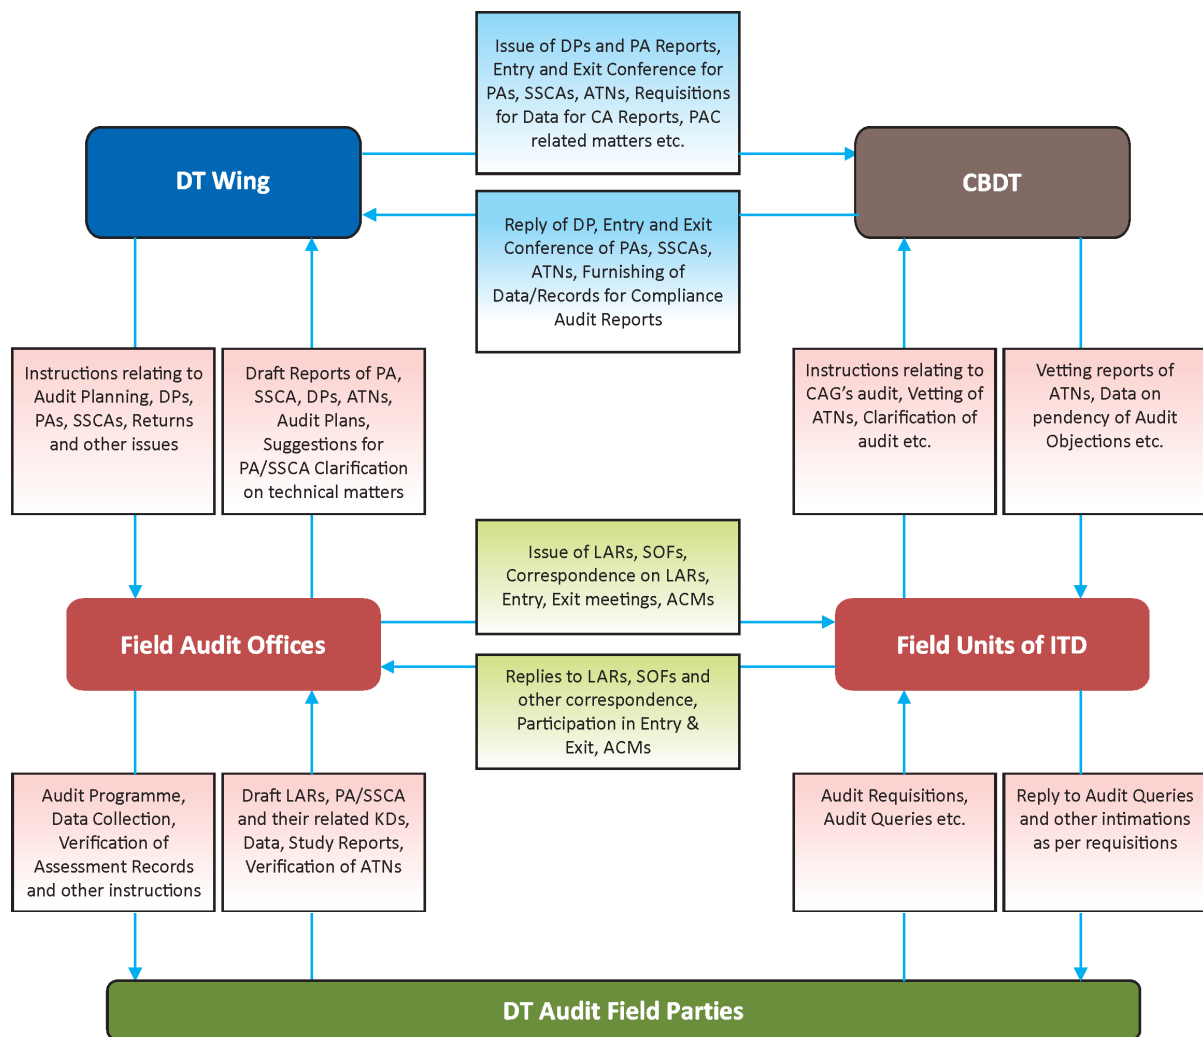 Issue of DPs and PA Reports,
Entry and Exit Conference for
PAs, SSCAs, ATNs, Requisitions
for Data for CA Reports, PAC
related matters etc.
DT Wing
CBDT
Reply of DP, Entry and Exit
Conference of PAs, SSCAs,
ATNs, Furnishing of
Data/Records for Compliance
Audit Reports
Instructions relating to
Audit Planning, DPs,
PAs, SSCAs, Returns
and other issues
Draft Reports of PA,
SSCA, DPs, ATNs,
Audit Plans,
Suggestions for
PA/SSCA Clarification
on technical matters
Instructions relating to
CAG's audit, Vetting of
ATNs, Clarification of
audit etc.
Vetting reports of
ATNs, Data on
pendency of Audit
Objections etc.
Issue of LARs, SOFs,
Correspondence on LARs,
Entry, Exit meetings, ACMs
Field Audit Offices
Field Units of ITD
Replies to LARs, SOFs and
other correspondence,
Participation in Entry &
Exit, ACMs
Audit Programme,
Data Collection,
Verification of
Assessment Records
and other instructions
Draft LARs, PA/SSCA
and their related KDs,
Data, Study Reports,
Verification of ATNs
Audit Requisitions,
Audit Queries etc.
Reply to Audit Queries
and other intimations
as per requisitions
DT Audit Field Parties